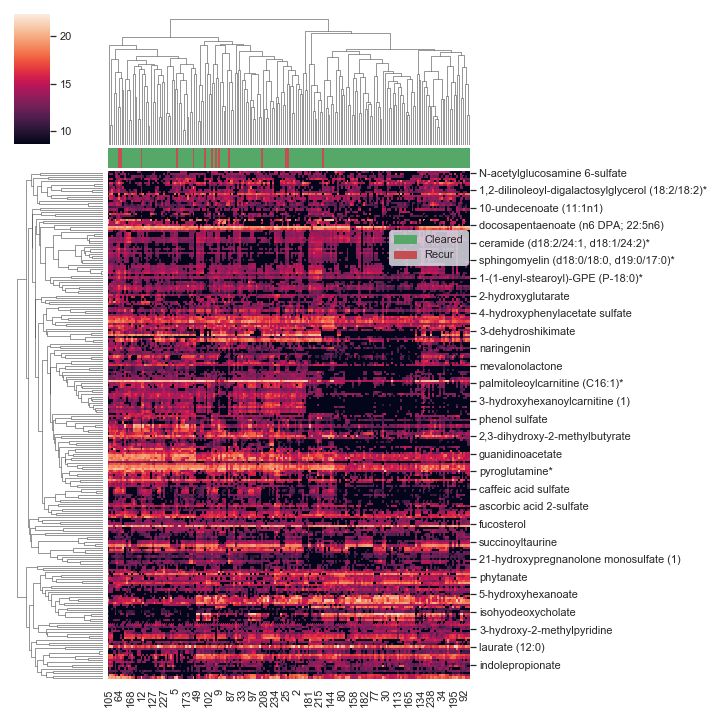 20
15
10
N-acetylglucosamine 6-sulfate
1,2-dilinoleoyl-digalactosylglycerol (18:2/18:2)*
10-undecenoate (11:1n1)
docosapentaenoate (n6 DPA; 22:5n6)
Cleared
Recur
ceramide (d18:2/24:1, d18:1/24:2)*
sphingomyelin (d18:0/18:0, d19:0/17:0)*
1-(1-enyl-stearoyl)-GPE (P-18:0)*
2-hydroxyglutarate
4-hydroxyphenylacetate sulfate
3-dehydroshikimate
naringenin
mevalonolactone
palmitoleoylcarnitine (C16:1)*
3-hydroxyhexanoylcarnitine (1)
phenol sulfate
2,3-dihydroxy-2-methylbutyrate
guanidinoacetate
pyroglutamine*
caffeic acid sulfate
ascorbic acid 2-sulfate
fucosterol
succinoyltaurine
21-hydroxypregnanolone monosulfate (1)
phytanate
5-hydroxyhexanoate
isohyodeoxycholate
3-hydroxy-2-methylpyridine
laurate (12:0)
indolepropionate
105 64 168 12 127 227 5 173 49 102 9 87 33 97 208 234 25 2 181 215 144 80 158 182 77 30 113 165 134 238 34 195 92